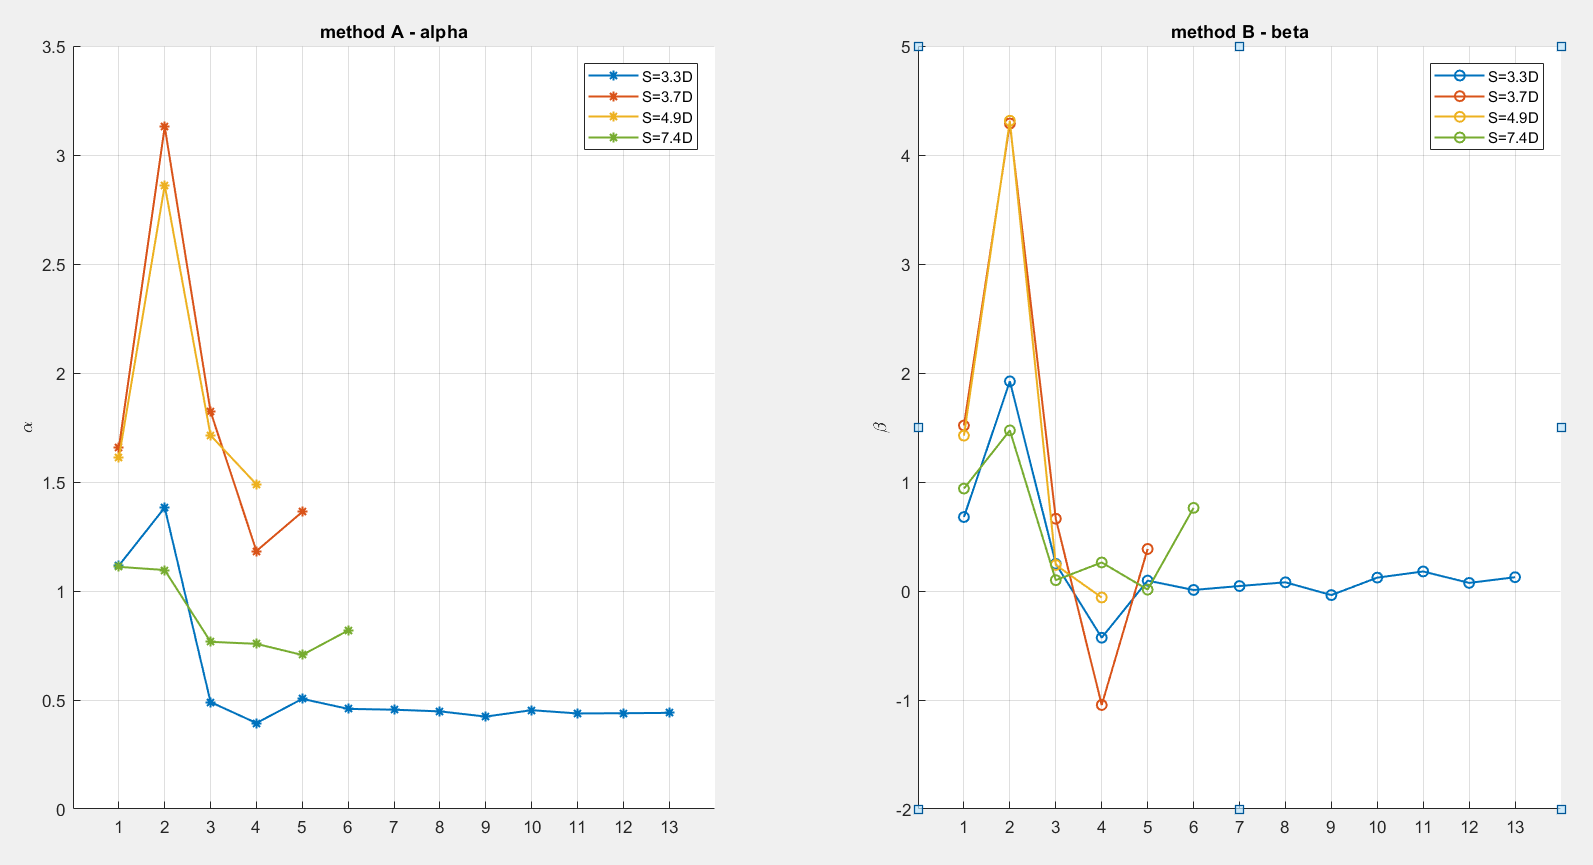 method A - alpha
3.5
3
2.5
2
1.5
1
0.5
0
α
1 2 3 4 5 6 7 8 9 10 11 12 13
S=3.3D
S=3.7D
S=4.9D
S=7.4D
method B - beta
5
4
3
2
1
0
-1
-2
β
1 2 3 4 5 6 7 8 9 10 11 12 13
S=3.3D
S=3.7D
S=4.9D
S=7.4D